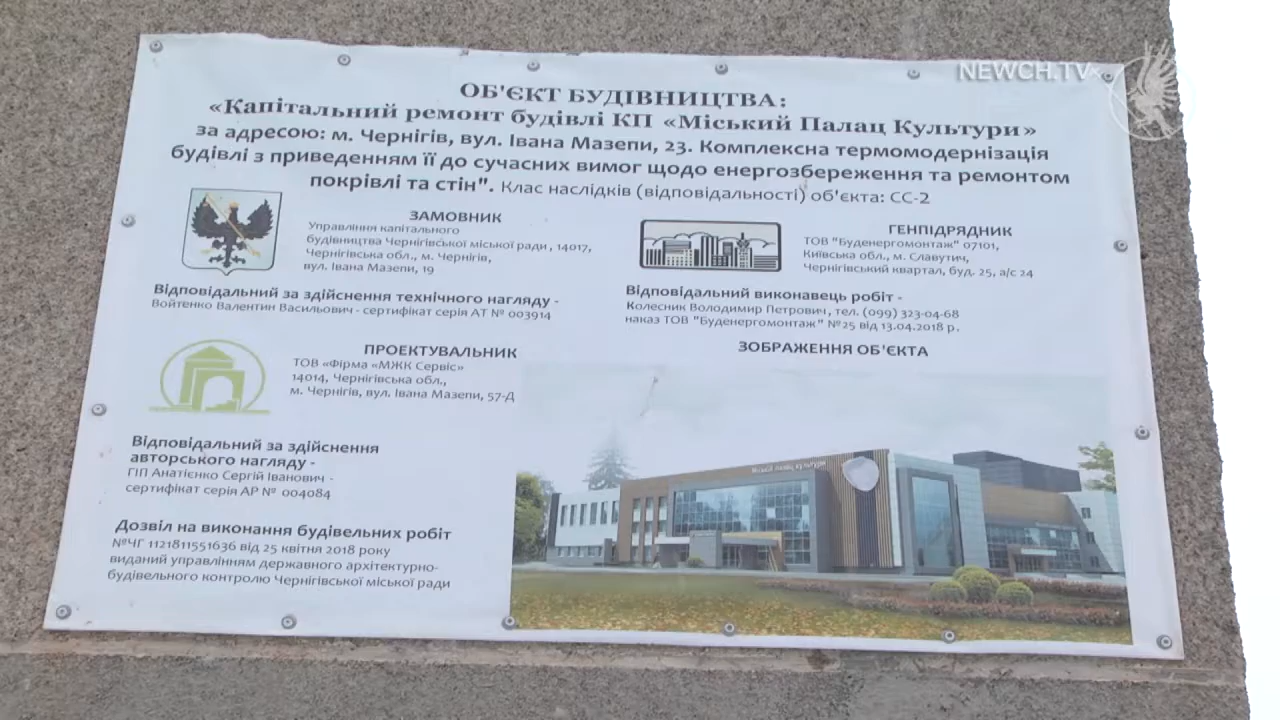 NEWCH.TV
ОБ'ЄКТ БУДІВНИЦТВА:
«Капітальний ремонт будівлі КП «Міський Палац Культури»
за адресою: м. Чернігів, вул. Івана Мазепи, 23. Комплексна термомодернізація
будівлі з приведенням її до сучасних вимог щодо енергозбереження та ремонтом
покрівлі та стін". Клас наслідків (відповідальності) об'єкта: СС-2
ЗАМОВНИК
Управління капітального
будівництва Чернігівської міської ради , 14017,
Чернігівська обл., м. Чернігів,
вул. Івана Мазепи, 19
Відповідальний за здійснення технічного нагляду -
Войтенко Валентин Васильович - сертифікат серія АТ № 003914
ГЕНПІДРЯДНИК
ТОВ "Буденергомонтаж" 07101,
Київська обл., м. Славутич,
Чернігівський квартал, буд. 25, а/с 24
Відповідальний виконавець робіт -
Колесник Володимир Петрович, тел. (099) 323-04-68
наказ ТОВ "Буденергомонтаж" №25 від 13.04.2018 р.
ПРОЕКТУВАЛЬНИК
ТОВ «Фірма «МЖК Сервіс»
14014, Чернігівська обл.,
м. Чернігів, вул. Івана Мазепи, 57-Д
Відповідальний за здійснення
авторського нагляду -
ГІП Анатієнко Сергій Іванович -
сертифікат серія АР № 004084
Дозвіл на виконання будівельних робіт
№ЧГ 1121811551636 від 25 квітня 2018 року
виданий управлінням державного архітектурно-
будівельного контролю Чернігівської міської ради
ЗОБРАЖЕННЯ ОБ'ЄКТА
Міський палац культури